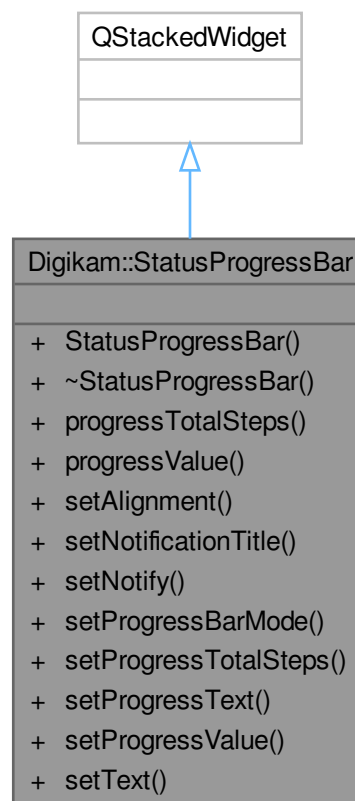 QStackedWidget
Digikam::StatusProgressBar
+ StatusProgressBar()
+ ~StatusProgressBar()
+ progressTotalSteps()
+ progressValue()
+ setAlignment()
+ setNotificationTitle()
+ setNotify()
+ setProgressBarMode()
+ setProgressTotalSteps()
+ setProgressText()
+ setProgressValue()
+ setText()